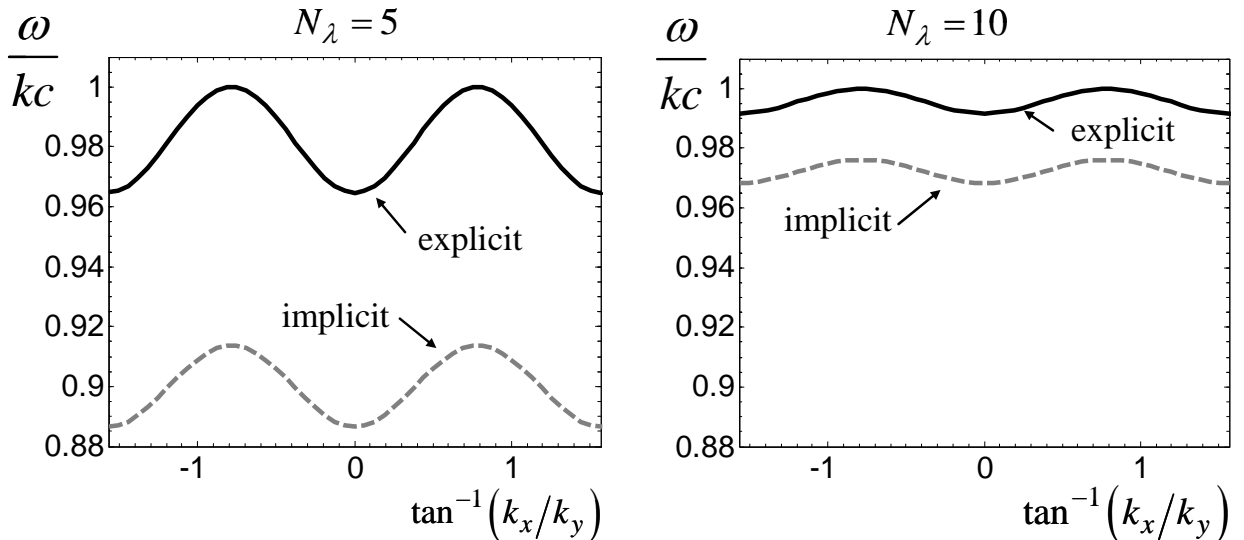 ω/kc
N_λ = 5
1
0.98
0.96
0.94
0.92
0.9
0.88
explicit
implicit
-1 0 1
tan⁻¹(k_x/k_y)
ω/kc
N_λ = 10
1
0.98
0.96
0.94
0.92
0.9
0.88
explicit
implicit
-1 0 1
tan⁻¹(k_x/k_y)